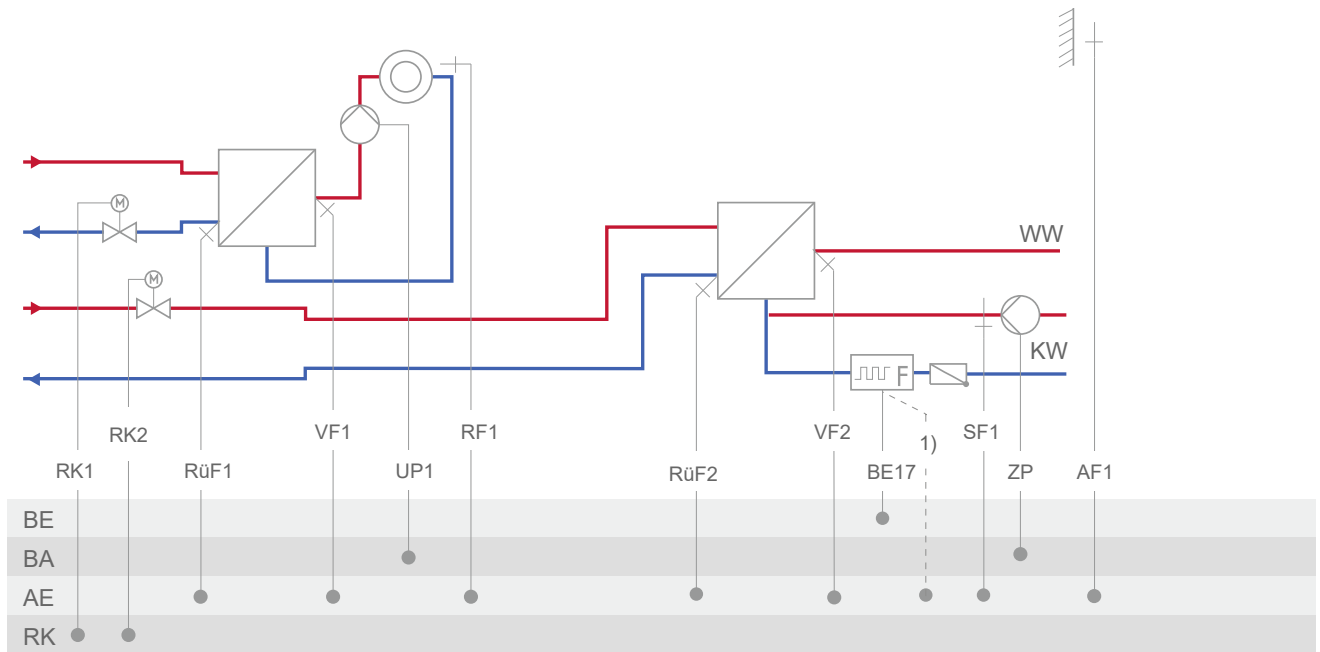 M
M
WW
KW
F
RK2
VF1
RF1
VF2
1)
SF1
RK1
RüF1
UP1
RüF2
BE17
ZP
AF1
BE
BA
AE
RK